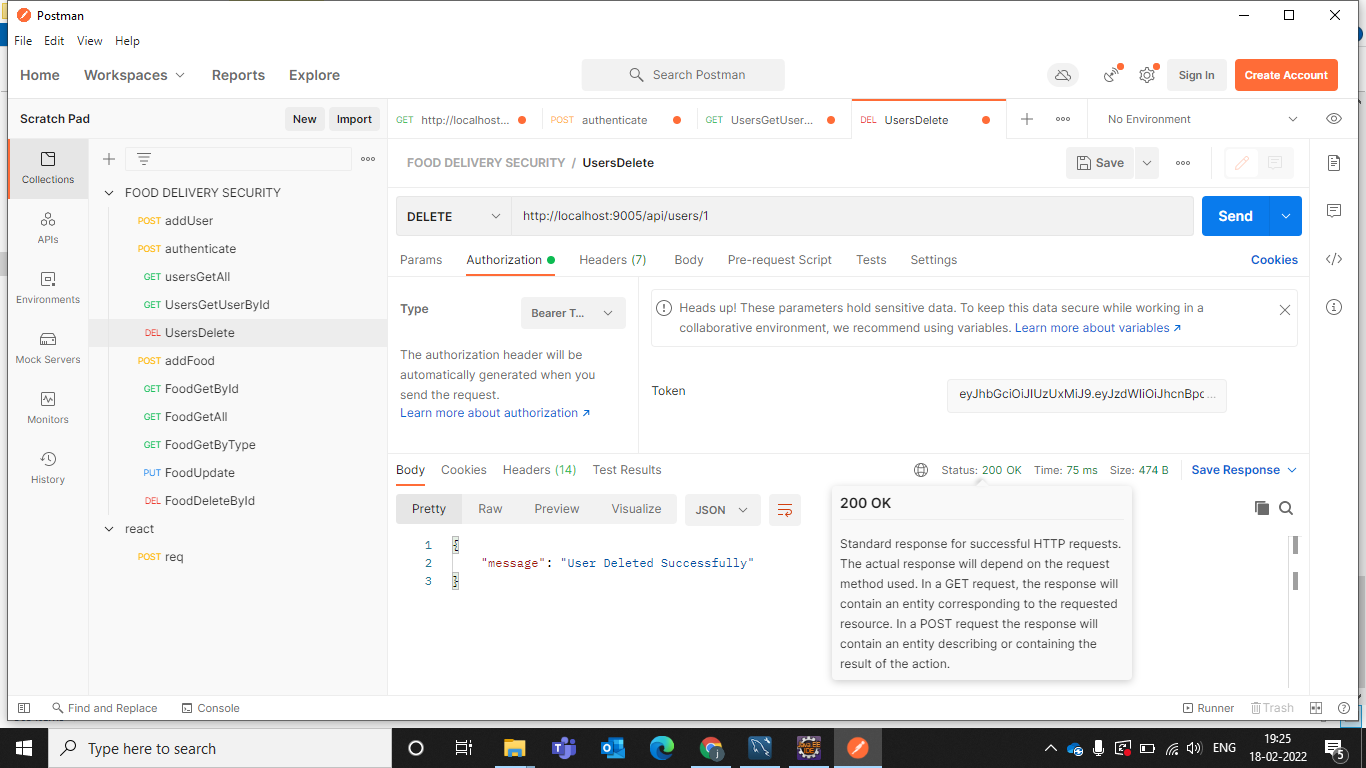 Postman
File Edit View Help
Home Workspaces Reports Explore
Search Postman
Sign In
Create Account
Scratch Pad
New
Import
GET http://localhost...
POST authenticate
GET UsersGetUser...
DEL UsersDelete
No Environment
Collections
APIs
Environments
Mock Servers
Monitors
History
FOOD DELIVERY SECURITY
POST addUser
POST authenticate
GET usersGetAll
GET UsersGetUserById
DEL UsersDelete
POST addFood
GET FoodGetById
GET FoodGetAll
GET FoodGetByType
PUT FoodUpdate
DEL FoodDeleteById
react
POST req
FOOD DELIVERY SECURITY / UsersDelete
Save
DELETE
http://localhost:9005/api/users/1
Send
Params Authorization Headers (7) Body Pre-request Script Tests Settings
Cookies
Type
Bearer T...
The authorization header will be
automatically generated when you
send the request.
Learn more about authorization ↗
Heads up! These parameters hold sensitive data. To keep this data secure while working in a
collaborative environment, we recommend using variables. Learn more about variables ↗
Token
eyJhbGciOiJIUzUxMiJ9.eyJzdWIiOiJhcnBpc...
Body Cookies Headers (14) Test Results
Status: 200 OK Time: 75 ms Size: 474 B
Save Response
Pretty Raw Preview Visualize
JSON
1 {
2 "message": "User Deleted Successfully"
3 }
200 OK
Standard response for successful HTTP requests.
The actual response will depend on the request
method used. In a GET request, the response will
contain an entity corresponding to the requested
resource. In a POST request the response will
contain an entity describing or containing the
result of the action.
Find and Replace
Console
Runner
Trash
Type here to search
ENG
19:25
18-02-2022
5